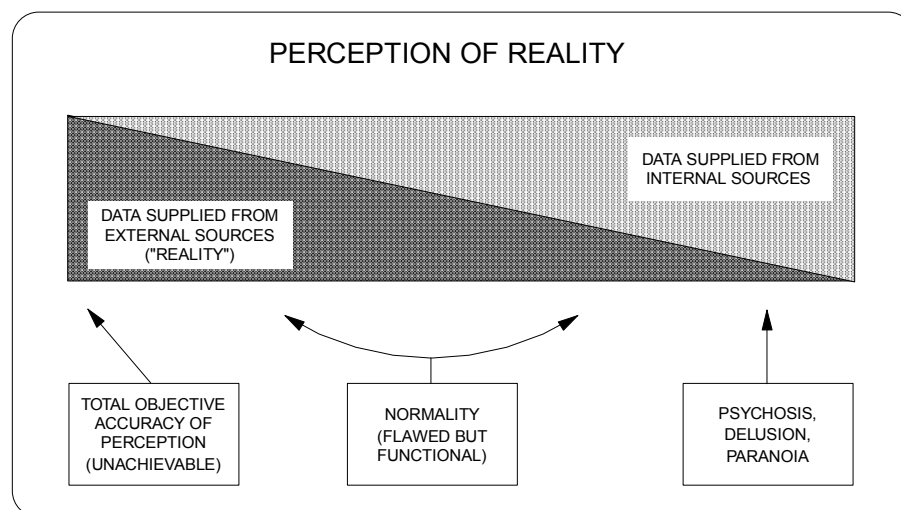 PERCEPTION OF REALITY
DATA SUPPLIED FROM
INTERNAL SOURCES
DATA SUPPLIED FROM
EXTERNAL SOURCES
("REALITY")
TOTAL OBJECTIVE
ACCURACY OF
PERCEPTION
(UNACHIEVABLE)
NORMALITY
(FLAWED BUT
FUNCTIONAL)
PSYCHOSIS,
DELUSION,
PARANOIA